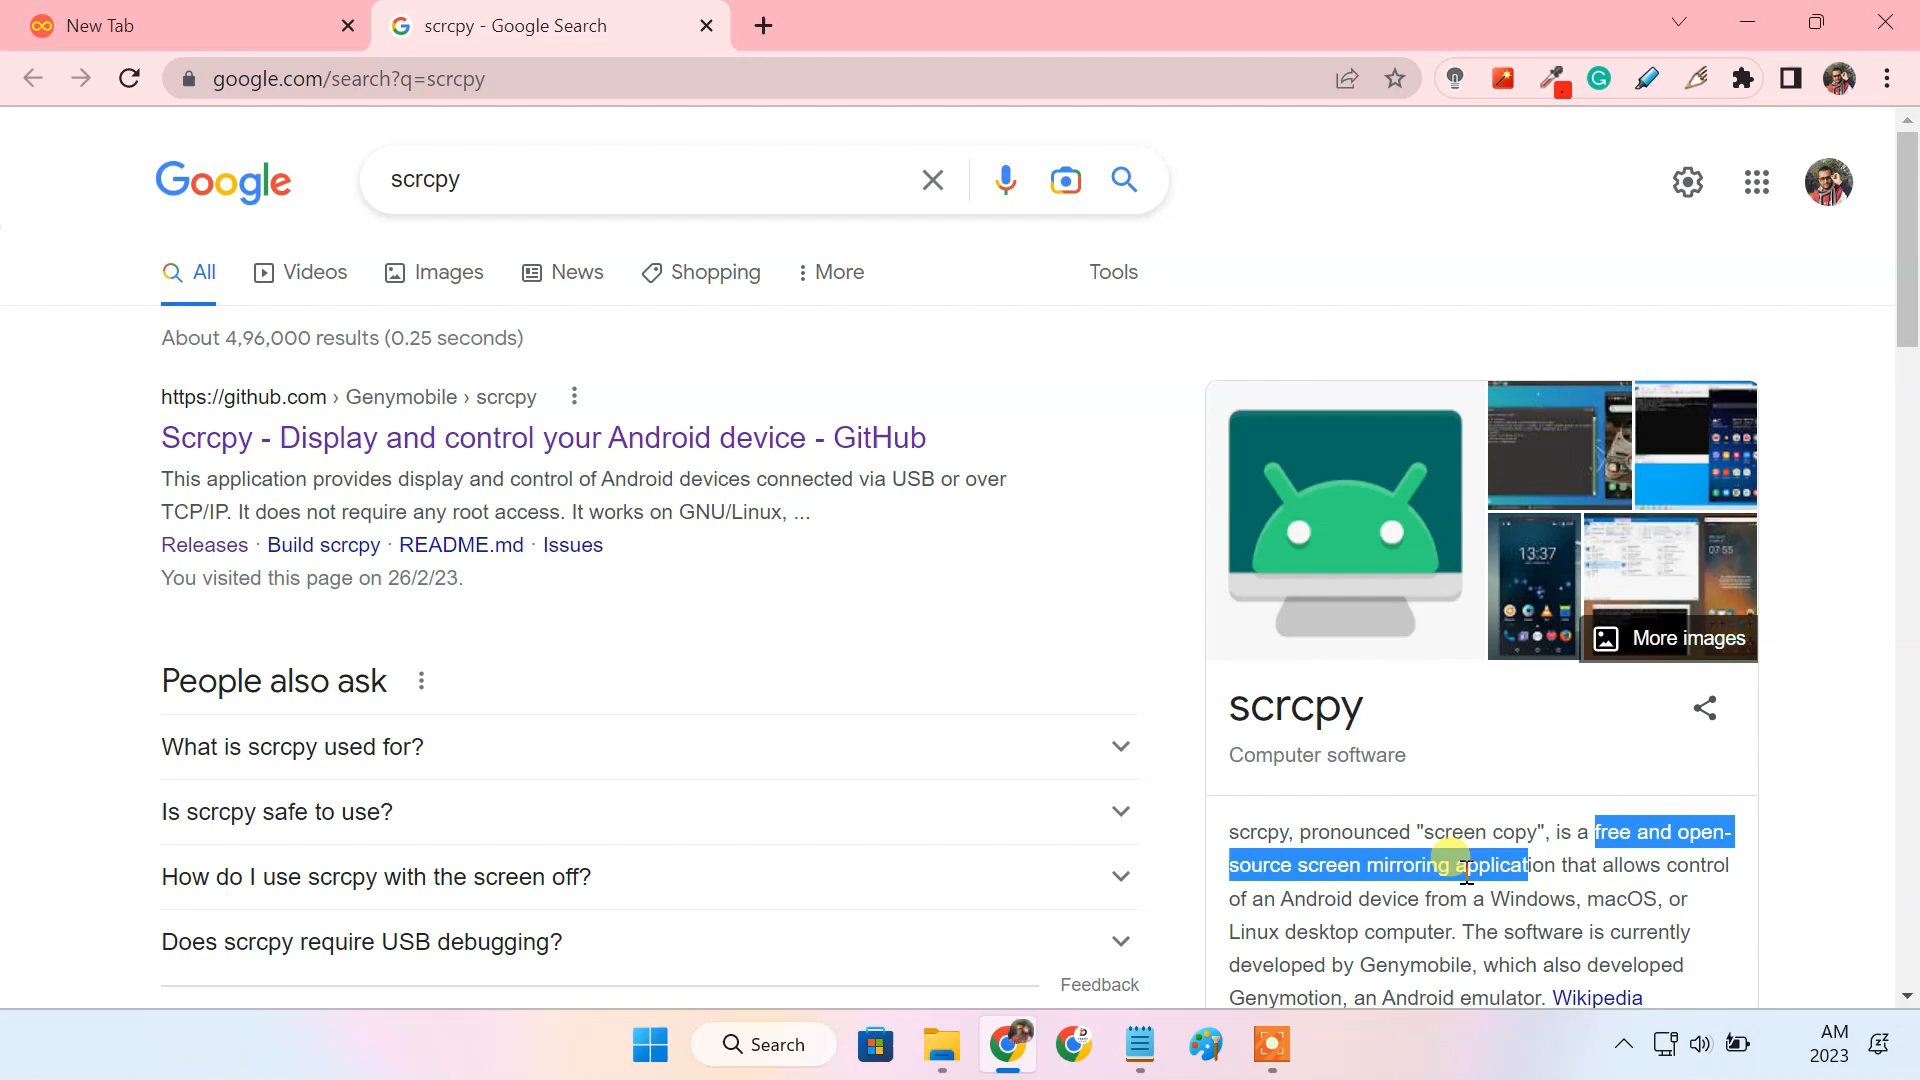 New Tab
scrcpy - Google Search
google.com/search?q=scrcpy
Google
scrcpy
All
Videos
Images
News
Shopping
More
Tools
About 4,96,000 results (0.25 seconds)
https://github.com › Genymobile › scrcpy
Scrcpy - Display and control your Android device - GitHub
This application provides display and control of Android devices connected via USB or over
TCP/IP. It does not require any root access. It works on GNU/Linux, ...
Releases · Build scrcpy · README.md · Issues
You visited this page on 26/2/23.
People also ask
What is scrcpy used for?
Is scrcpy safe to use?
How do I use scrcpy with the screen off?
Does scrcpy require USB debugging?
Feedback
13:37
07 55
More images
scrcpy
Computer software
scrcpy, pronounced "screen copy", is a free and open-
source screen mirroring application that allows control
of an Android device from a Windows, macOS, or
Linux desktop computer. The software is currently
developed by Genymobile, which also developed
Genymotion, an Android emulator. Wikipedia
Search
AM
2023